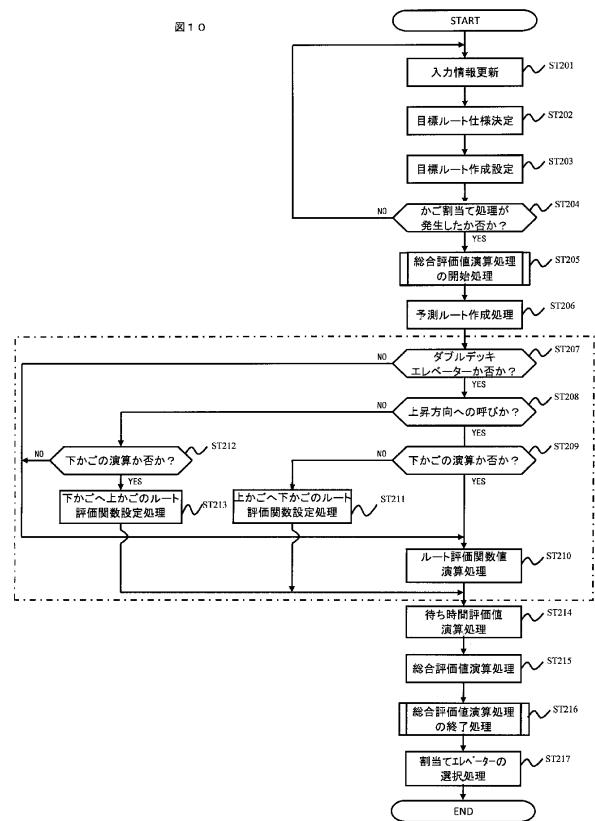 図１０
START
入力情報更新
ST201
目標ルート仕様決定
ST202
目標ルート作成設定
ST203
かご割当て処理が
発生したか否か？
ST204
NO
YES
総合評価値演算処理
の開始処理
ST205
予測ルート作成処理
ST206
ダブルデッキ
エレベーターか否か？
ST207
NO
YES
上昇方向への呼びか？
ST208
NO
YES
下かごの演算か否か？
ST212
NO
YES
下かごの演算か否か？
ST209
NO
YES
下かごへ上かごのルート
評価関数設定処理
ST213
上かごへ下かごのルート
評価関数設定処理
ST211
ルート評価関数値
演算処理
ST210
待ち時間評価値
演算処理
ST214
総合評価値演算処理
ST215
総合評価値演算処理
の終了処理
ST216
割当てエレベーターの
選択処理
ST217
END